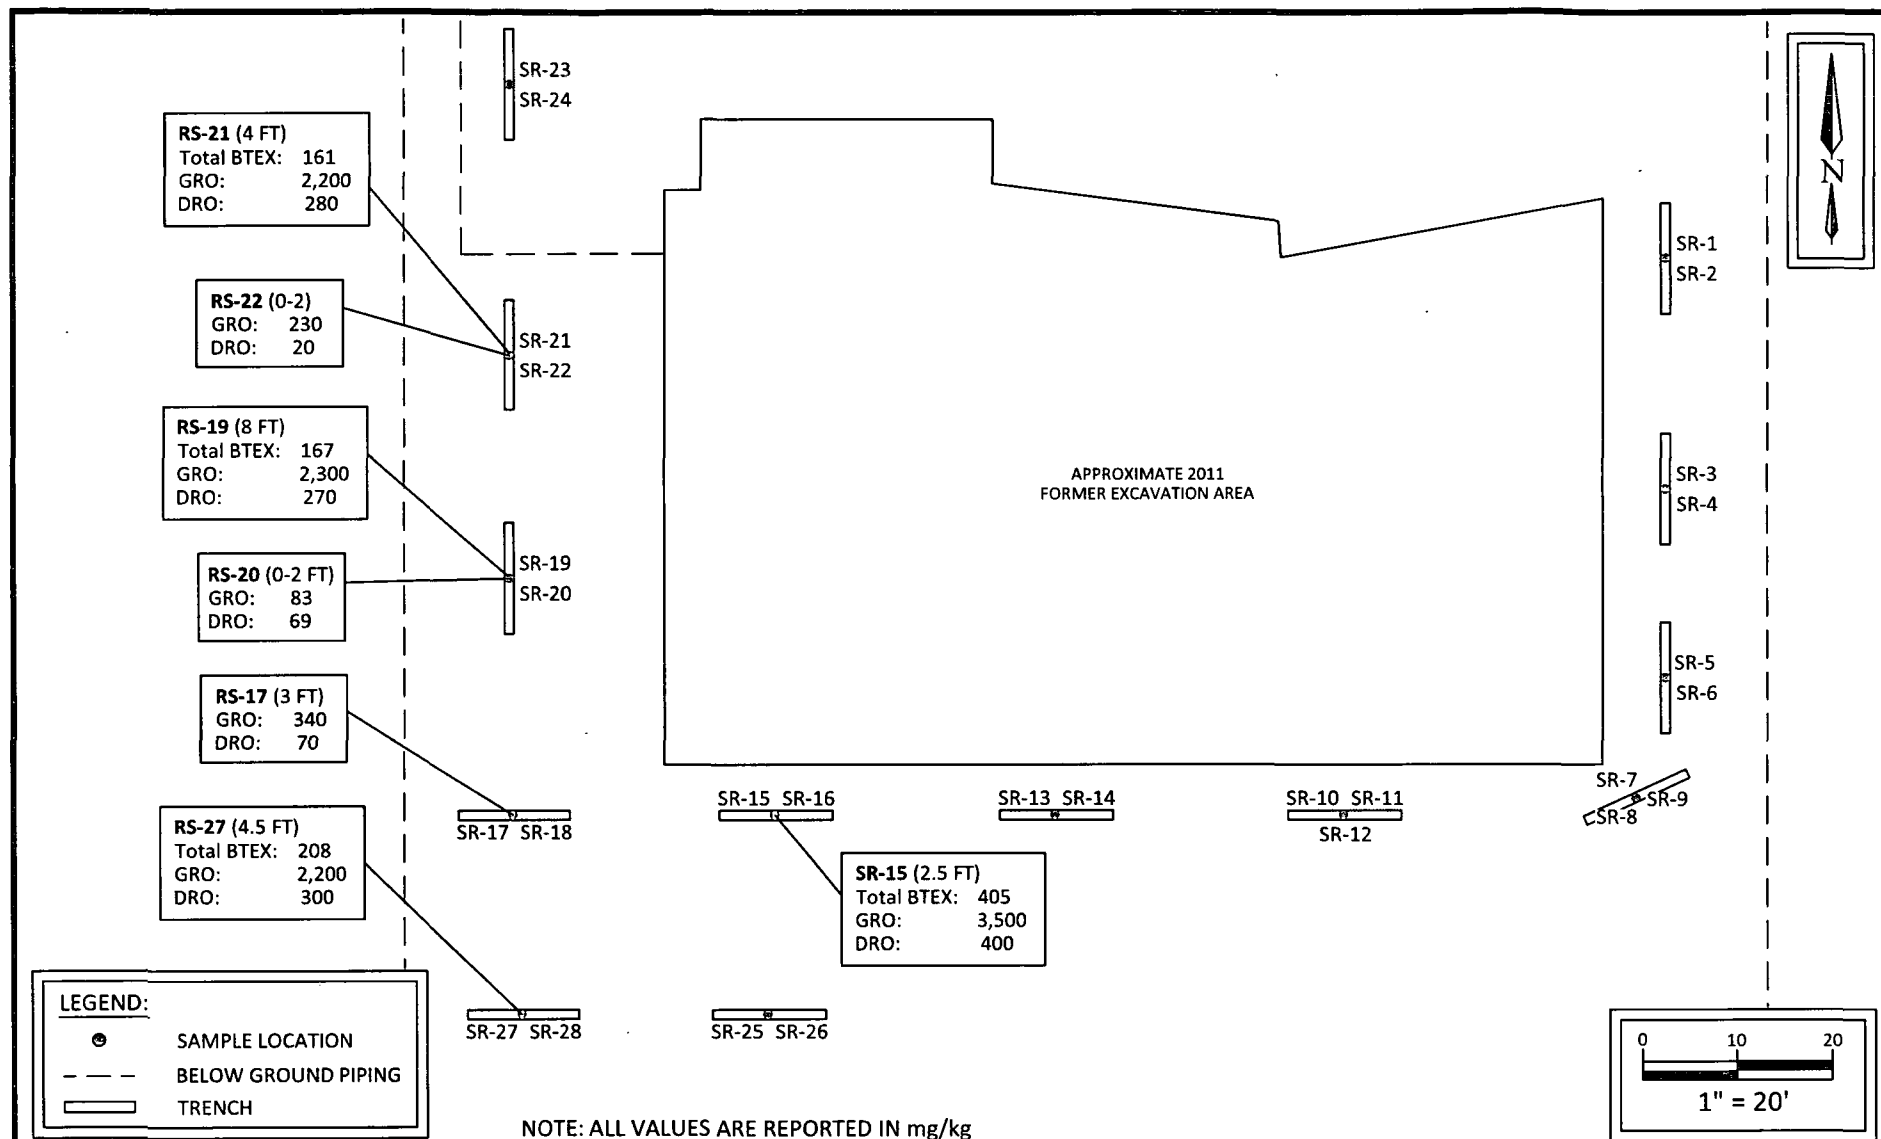 SR-23
SR-24
N
RS-21 (4 FT)
Total BTEX: 161
GRO: 2,200
DRO: 280
SR-1
SR-2
RS-22 (0-2)
GRO: 230
DRO: 20
SR-21
SR-22
RS-19 (8 FT)
Total BTEX: 167
GRO: 2,300
DRO: 270
APPROXIMATE 2011
FORMER EXCAVATION AREA
SR-3
SR-4
RS-20 (0-2 FT)
GRO: 83
DRO: 69
SR-19
SR-20
SR-5
SR-6
RS-17 (3 FT)
GRO: 340
DRO: 70
SR-17 SR-18
SR-15 SR-16
SR-13 SR-14
SR-10 SR-11
SR-12
SR-7
SR-9
SR-8
RS-27 (4.5 FT)
Total BTEX: 208
GRO: 2,200
DRO: 300
SR-15 (2.5 FT)
Total BTEX: 405
GRO: 3,500
DRO: 400
SR-27 SR-28
SR-25 SR-26
LEGEND:
SAMPLE LOCATION
BELOW GROUND PIPING
TRENCH
0 10 20
1" = 20'
NOTE: ALL VALUES ARE REPORTED IN mg/kg